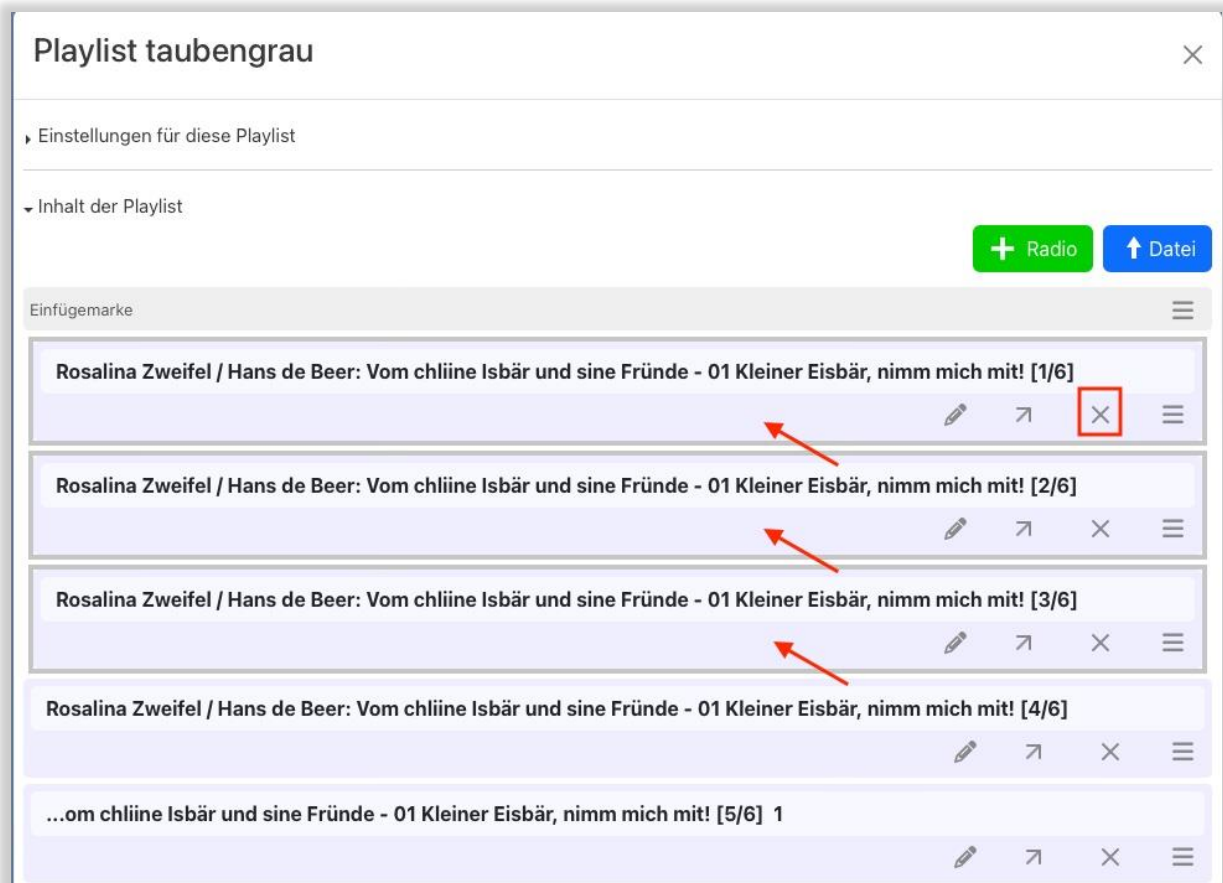 Playlist taubengrau
Einstellungen für diese Playlist
Inhalt der Playlist
Radio
Datei
Einfügemarke
Rosalina Zweifel / Hans de Beer: Vom chliine Isbär und sine Fründe - 01 Kleiner Eisbär, nimm mich mit! [1/6]
Rosalina Zweifel / Hans de Beer: Vom chliine Isbär und sine Fründe - 01 Kleiner Eisbär, nimm mich mit! [2/6]
Rosalina Zweifel / Hans de Beer: Vom chliine Isbär und sine Fründe - 01 Kleiner Eisbär, nimm mich mit! [3/6]
Rosalina Zweifel / Hans de Beer: Vom chliine Isbär und sine Fründe - 01 Kleiner Eisbär, nimm mich mit! [4/6]
...om chliine Isbär und sine Fründe - 01 Kleiner Eisbär, nimm mich mit! [5/6] 1